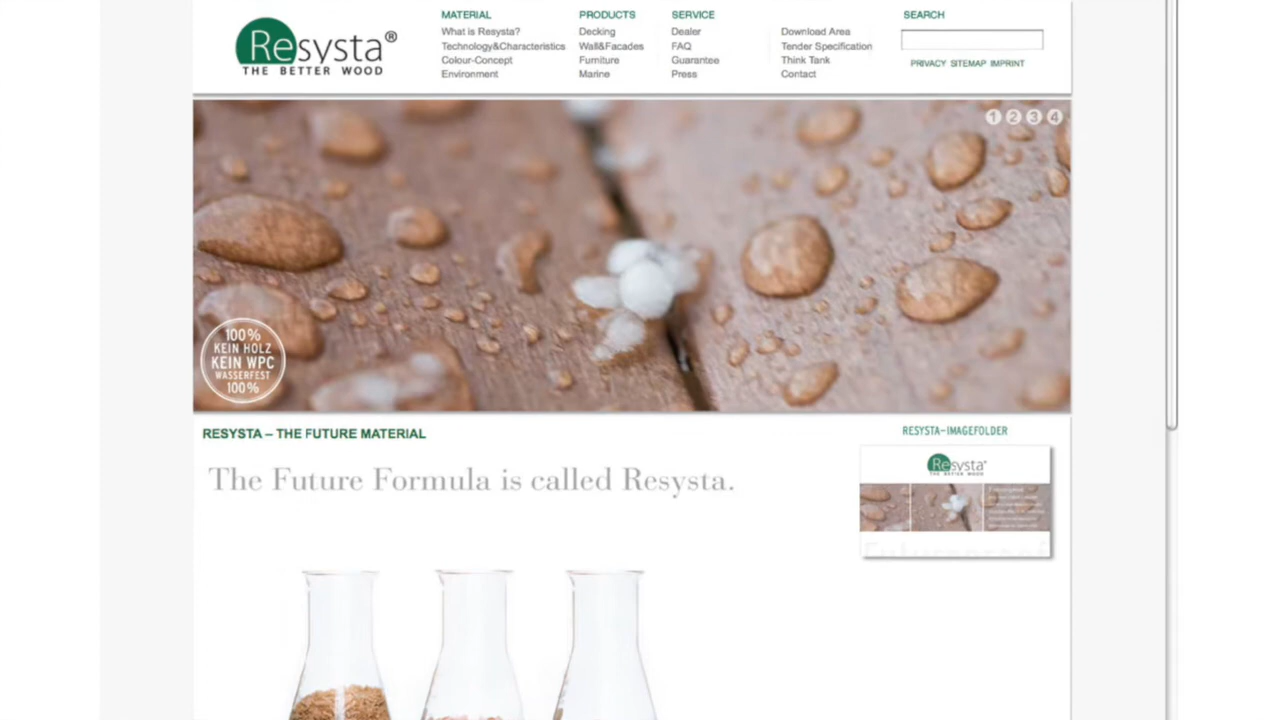 Resysta®
THE BETTER WOOD
MATERIAL
What is Resysta?
Technology&Characteristics
Colour-Concept
Environment
PRODUCTS
Decking
Wall&Facades
Furniture
Marine
SERVICE
Dealer
FAQ
Guarantee
Press
Download Area
Tender Specification
Think Tank
Contact
SEARCH
PRIVACY SITEMAP IMPRINT
1 2 3 4
100%
KEIN HOLZ
KEIN WPC
WASSERFEST
100%
RESYSTA – THE FUTURE MATERIAL
The Future Formula is called Resysta.
RESYSTA-IMAGEFOLDER
Resysta
THE BETTER WOOD
Futureproof